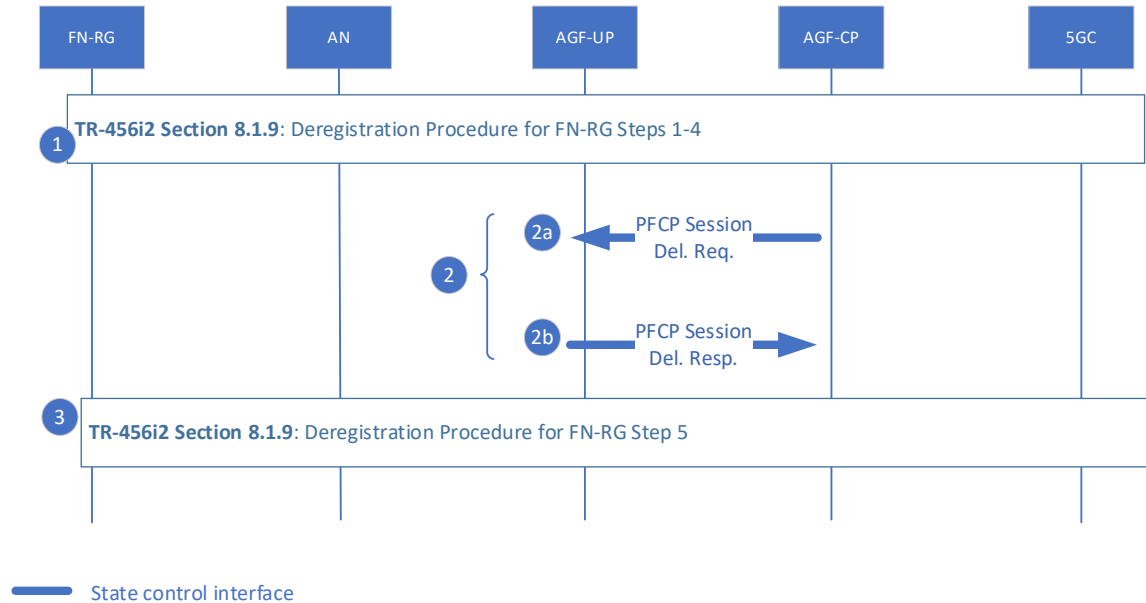 FN-RG
AN
AGF-UP
AGF-CP
5GC
1
TR-456i2 Section 8.1.9: Deregistration Procedure for FN-RG Steps 1-4
2
2a
PFCP Session
Del. Req.
2b
PFCP Session
Del. Resp.
3
TR-456i2 Section 8.1.9: Deregistration Procedure for FN-RG Step 5
State control interface